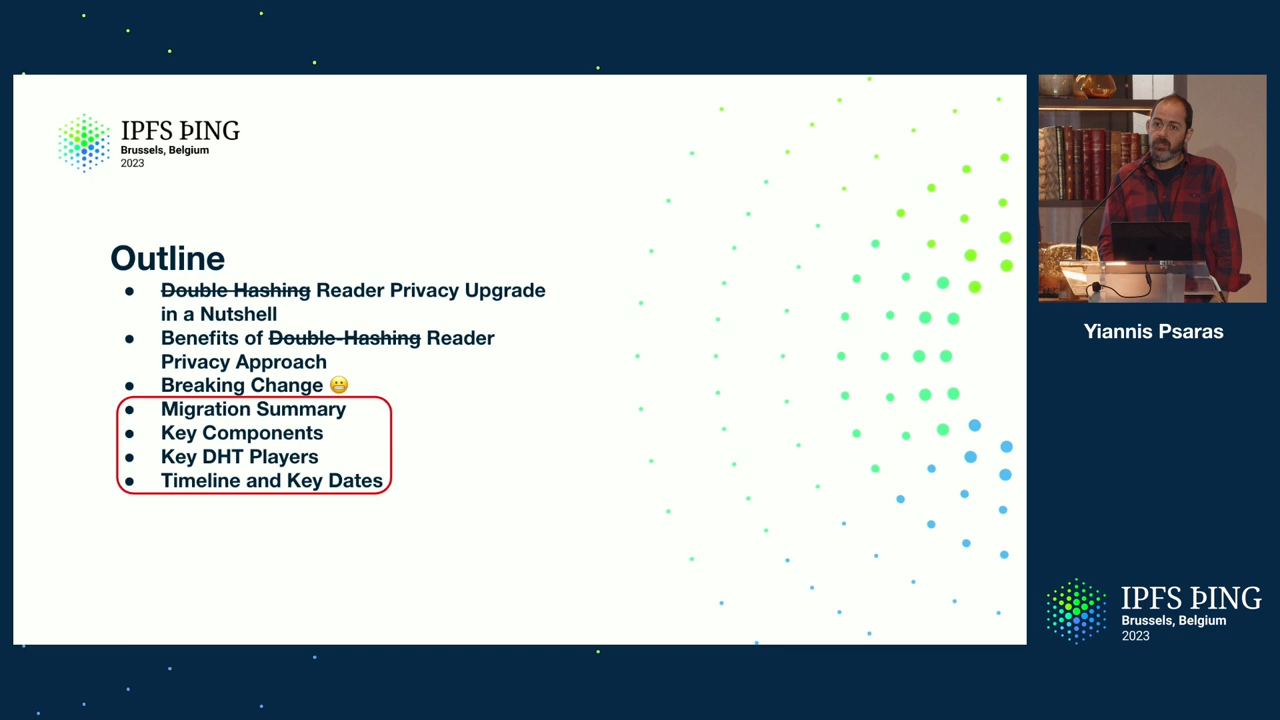 IPFS ÞING
Brussels, Belgium
2023
Outline
● Double Hashing Reader Privacy Upgrade
in a Nutshell
● Benefits of Double-Hashing Reader
Privacy Approach
● Breaking Change 😬
● Migration Summary
● Key Components
● Key DHT Players
● Timeline and Key Dates
Yiannis Psaras
IPFS ÞING
Brussels, Belgium
2023